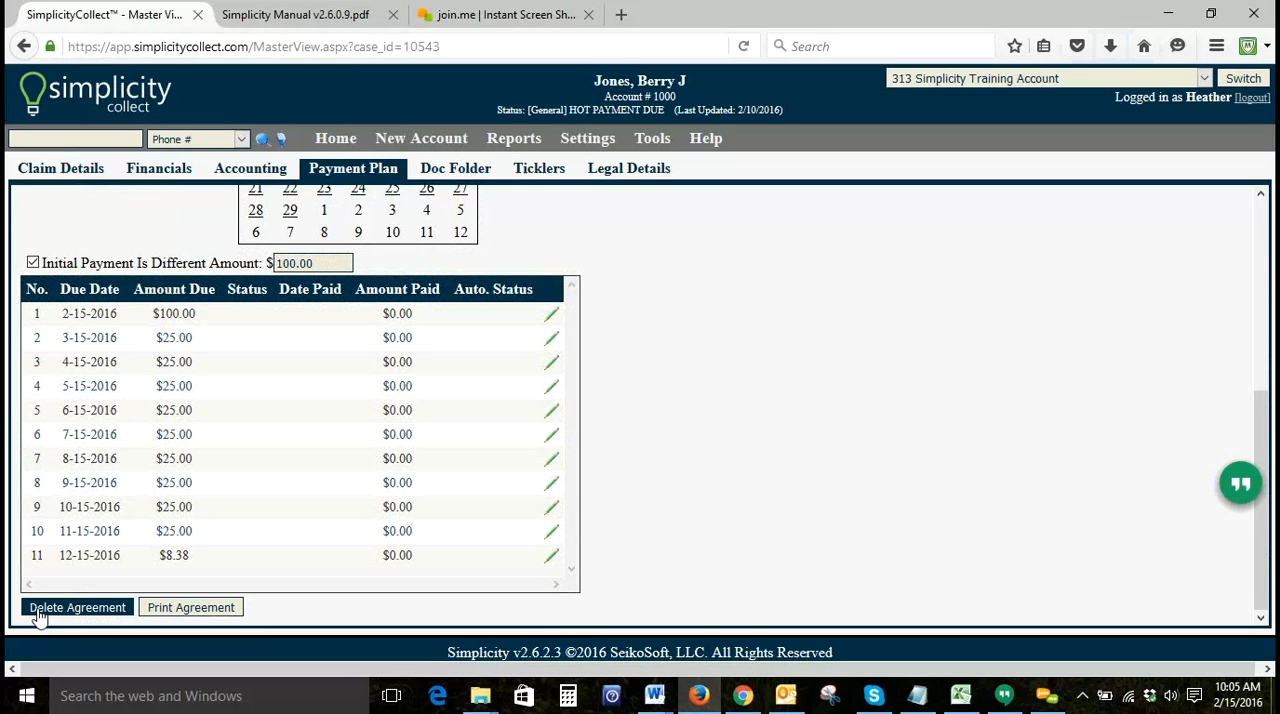 SimplicityCollect™ - Master Vi...
Simplicity Manual v2.6.0.9.pdf
join.me | Instant Screen Sh...
https://app.simplicitycollect.com/MasterView.aspx?case_id=10543
Search
simplicity
collect
Jones, Berry J
Account # 1000
Status: [General] HOT PAYMENT DUE (Last Updated: 2/10/2016)
313 Simplicity Training Account
Switch
Logged in as Heather [logout]
Phone #
Home New Account Reports Settings Tools Help
Claim Details Financials Accounting Payment Plan Doc Folder Ticklers Legal Details
21 22 23 24 25 26 27
28 29 1 2 3 4 5
6 7 8 9 10 11 12
Initial Payment Is Different Amount: $ 100.00
No. Due Date Amount Due Status Date Paid Amount Paid Auto. Status
1 2-15-2016 $100.00 $0.00
2 3-15-2016 $25.00 $0.00
3 4-15-2016 $25.00 $0.00
4 5-15-2016 $25.00 $0.00
5 6-15-2016 $25.00 $0.00
6 7-15-2016 $25.00 $0.00
7 8-15-2016 $25.00 $0.00
8 9-15-2016 $25.00 $0.00
9 10-15-2016 $25.00 $0.00
10 11-15-2016 $25.00 $0.00
11 12-15-2016 $8.38 $0.00
Delete Agreement Print Agreement
Simplicity v2.6.2.3 ©2016 SeikoSoft, LLC. All Rights Reserved
Search the web and Windows
10:05 AM
2/15/2016